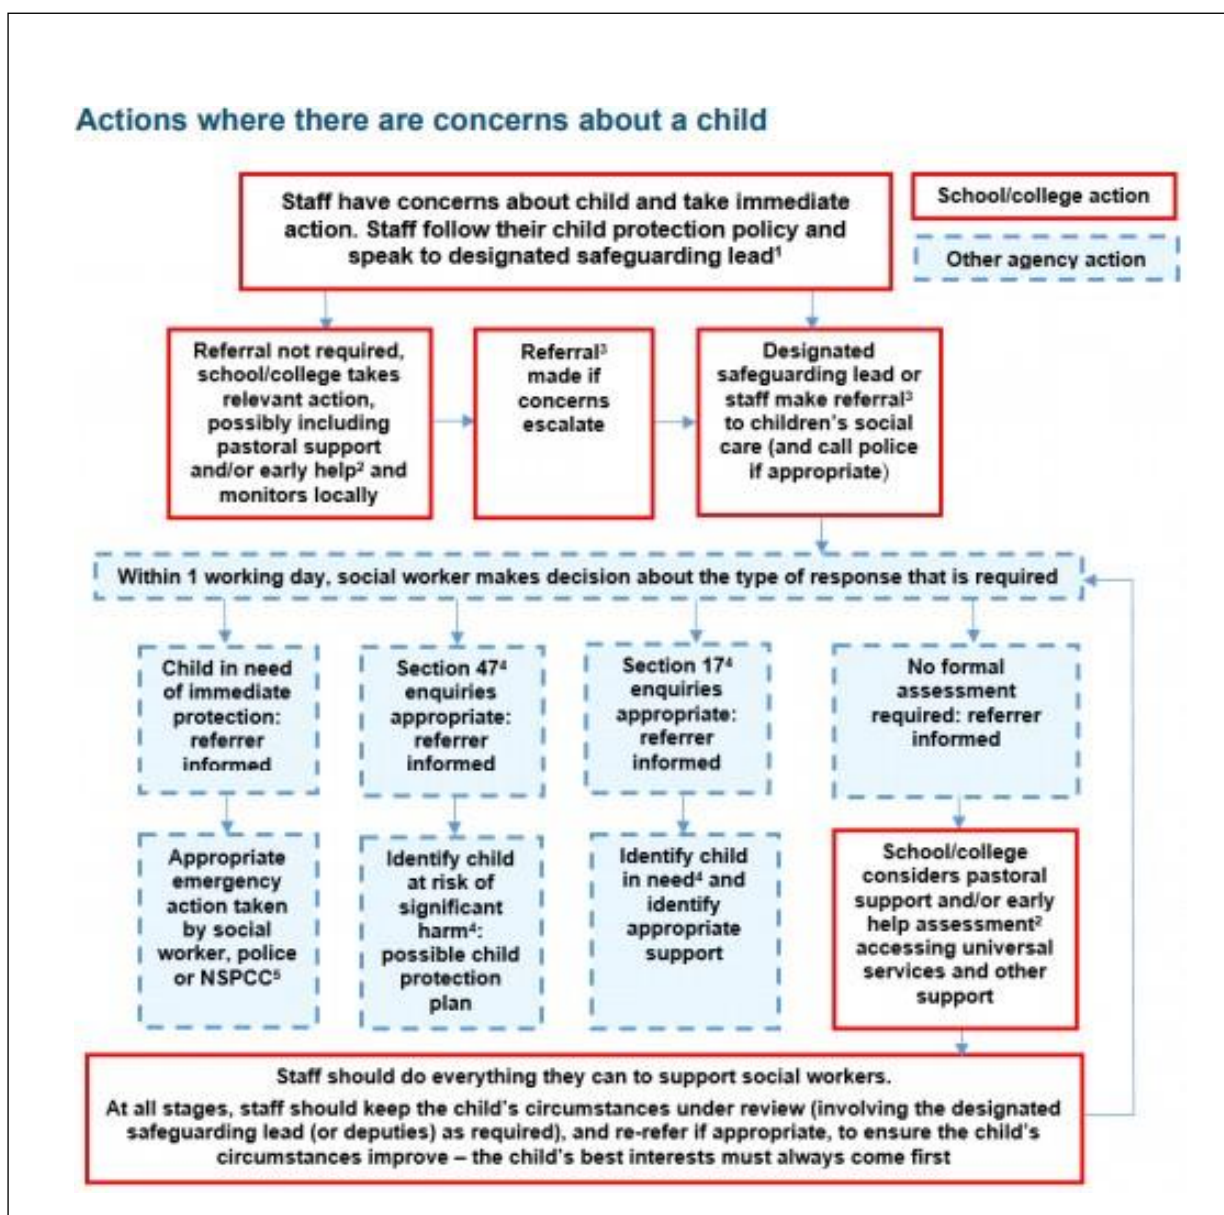 Actions where there are concerns about a child
Staff have concerns about child and take immediate
action. Staff follow their child protection policy and
speak to designated safeguarding lead¹
School/college action
Other agency action
Referral not required,
school/college takes
relevant action,
possibly including
pastoral support
and/or early help² and
monitors locally
Referral³
made if
concerns
escalate
Designated
safeguarding lead or
staff make referral³
to children's social
care (and call police
if appropriate)
Within 1 working day, social worker makes decision about the type of response that is required
Child in need
of immediate
protection:
referrer
informed
Section 47⁴
enquiries
appropriate:
referrer
informed
Section 17⁴
enquiries
appropriate:
referrer
informed
No formal
assessment
required: referrer
informed
Appropriate
emergency
action taken
by social
worker, police
or NSPCC⁵
Identify child
at risk of
significant
harm⁴:
possible child
protection
plan
Identify child
in need⁴ and
identify
appropriate
support
School/college
considers pastoral
support and/or early
help assessment²
accessing universal
services and other
support
Staff should do everything they can to support social workers.
At all stages, staff should keep the child's circumstances under review (involving the designated
safeguarding lead (or deputies) as required), and re-refer if appropriate, to ensure the child's
circumstances improve – the child's best interests must always come first